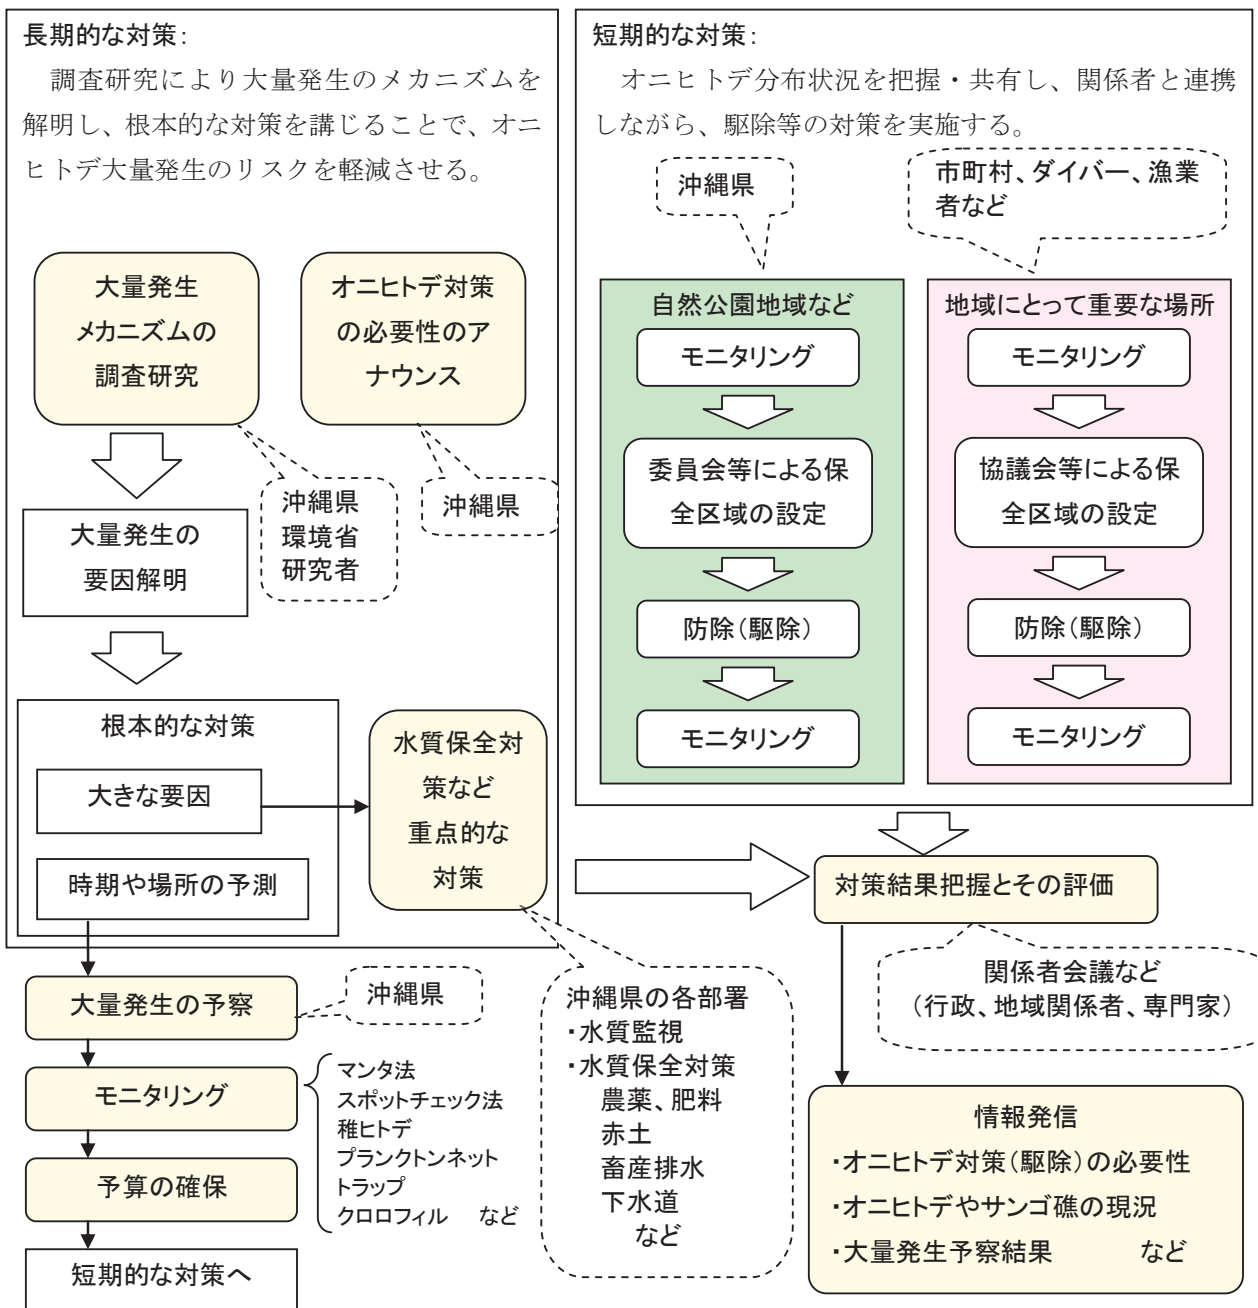 長期的な対策:
調査研究により大量発生のメカニズムを
解明し、根本的な対策を講じることで、オニ
ヒトデ大量発生のリスクを軽減させる。
大量発生
メカニズムの
調査研究
オニヒトデ対策
の必要性のア
ナウンス
沖縄県
環境省
研究者
沖縄県
大量発生の
要因解明
根本的な対策
大きな要因
時期や場所の予測
水質保全対
策など
重点的な
対策
大量発生の予察
沖縄県
モニタリング
マンタ法
スポットチェック法
稚ヒトデ
プランクトンネット
トラップ
クロロフィル など
予算の確保
短期的な対策へ
沖縄県の各部署
・水質監視
・水質保全対策
農薬、肥料
赤土
畜産排水
下水道
など
短期的な対策:
オニヒトデ分布状況を把握・共有し、関係者と連携
しながら、駆除等の対策を実施する。
沖縄県
市町村、ダイバー、漁業
者など
自然公園地域など
モニタリング
委員会等による保
全区域の設定
防除(駆除)
モニタリング
地域にとって重要な場所
モニタリング
協議会等による保
全区域の設定
防除(駆除)
モニタリング
対策結果把握とその評価
関係者会議など
(行政、地域関係者、専門家)
情報発信
・オニヒトデ対策(駆除)の必要性
・オニヒトデやサンゴ礁の現況
・大量発生予察結果 など